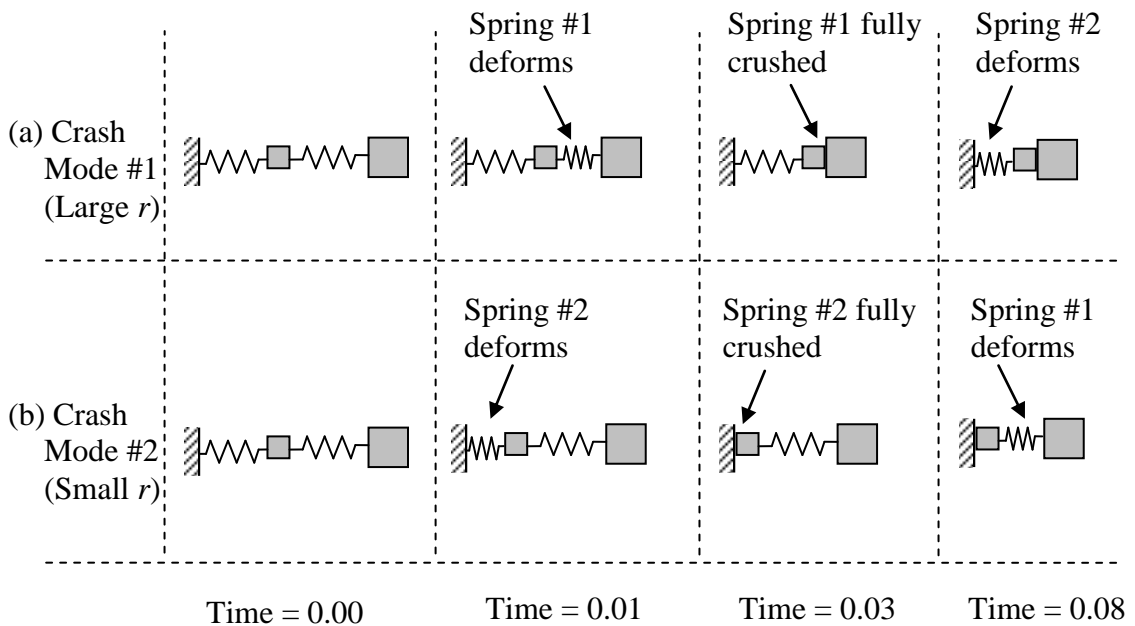 Spring #1
deforms
Spring #1 fully
crushed
Spring #2
deforms
(a) Crash
Mode #1
(Large r)
Spring #2
deforms
Spring #2 fully
crushed
Spring #1
deforms
(b) Crash
Mode #2
(Small r)
Time = 0.00
Time = 0.01
Time = 0.03
Time = 0.08